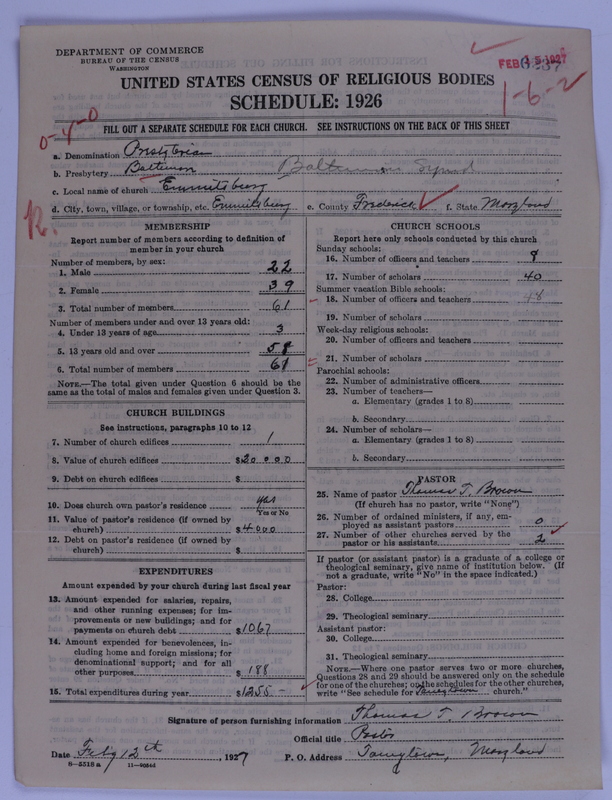 DEPARTMENT OF COMMERCE
BUREAU OF THE CENSUS
WASHINGTON
FEB 15 1927
1-6-2
UNITED STATES CENSUS OF RELIGIOUS BODIES
SCHEDULE: 1926
0-4-0
FILL OUT A SEPARATE SCHEDULE FOR EACH CHURCH. SEE INSTRUCTIONS ON THE BACK OF THIS SHEET
a. Denomination Presbyterian
b. Presbytery Baltimore Baltimore Synod
c. Local name of church Emmitsburg
d. City, town, village, or township, etc. Emmitsburg e. County Frederick f. State Maryland
MEMBERSHIP
Report number of members according to definition of member in your church
Number of members, by sex:
1. Male 22
2. Female 39
3. Total number of members 61
Number of members under and over 13 years old:
4. Under 13 years of age 3
5. 13 years old and over 58
6. Total number of members 61
NOTE.—The total given under Question 6 should be
same as the total of males and females given under Question 3.
CHURCH BUILDINGS
See instructions, paragraphs 10 to 12
7. Number of church edifices 1
8. Value of church edifices $20000
9. Debt on church edifices $
10. Does church own pastor's residence yes
Yes or No
11. Value of pastor's residence (if owned by
church) $4000
12. Debt on pastor's residence (if owned by
church) $
EXPENDITURES
Amount expended by your church during last fiscal year
13. Amount expended for salaries, repairs,
and other running expenses; for im-
provements or new buildings; and for
payments on church debt $1067
14. Amount expended for benevolences, in-
cluding home and foreign missions; for
denominational support; and for all
other purposes $188
15. Total expenditures during year $1255
CHURCH SCHOOLS
Report here only schools conducted by this church
Sunday schools:
16. Number of officers and teachers 8
17. Number of scholars 40
Summer vacation Bible schools:
18. Number of officers and teachers 48
19. Number of scholars
Week-day religious schools:
20. Number of officers and teachers
21. Number of scholars
Parochial schools:
22. Number of administrative officers
23. Number of teachers—
a. Elementary (grades 1 to 8)
b. Secondary
24. Number of scholars—
a. Elementary (grades 1 to 8)
b. Secondary
PASTOR
25. Name of pastor Thomas T. Brown
(If church has no pastor, write "None")
26. Number of ordained ministers, if any, em-
ployed as assistant pastors 0
27. Number of other churches served by the
pastor or his assistants 2
If pastor (or assistant pastor) is a graduate of a college or
theological seminary, give name of institution below. (If
not a graduate, write "No" in the space indicated.)
Pastor:
28. College
29. Theological seminary
Assistant pastor:
30. College
31. Theological seminary
NOTE.—Where one pastor serves two or more churches,
Questions 28 and 29 should be answered only on the schedule
for one of the churches; on the schedules for the other churches,
write "See schedule for Taneytown church."
Signature of person furnishing information Thomas T. Brown
Official title Pastor
Date Feby 12th, 1927 P. O. Address Taneytown, Maryland
8—5518 a